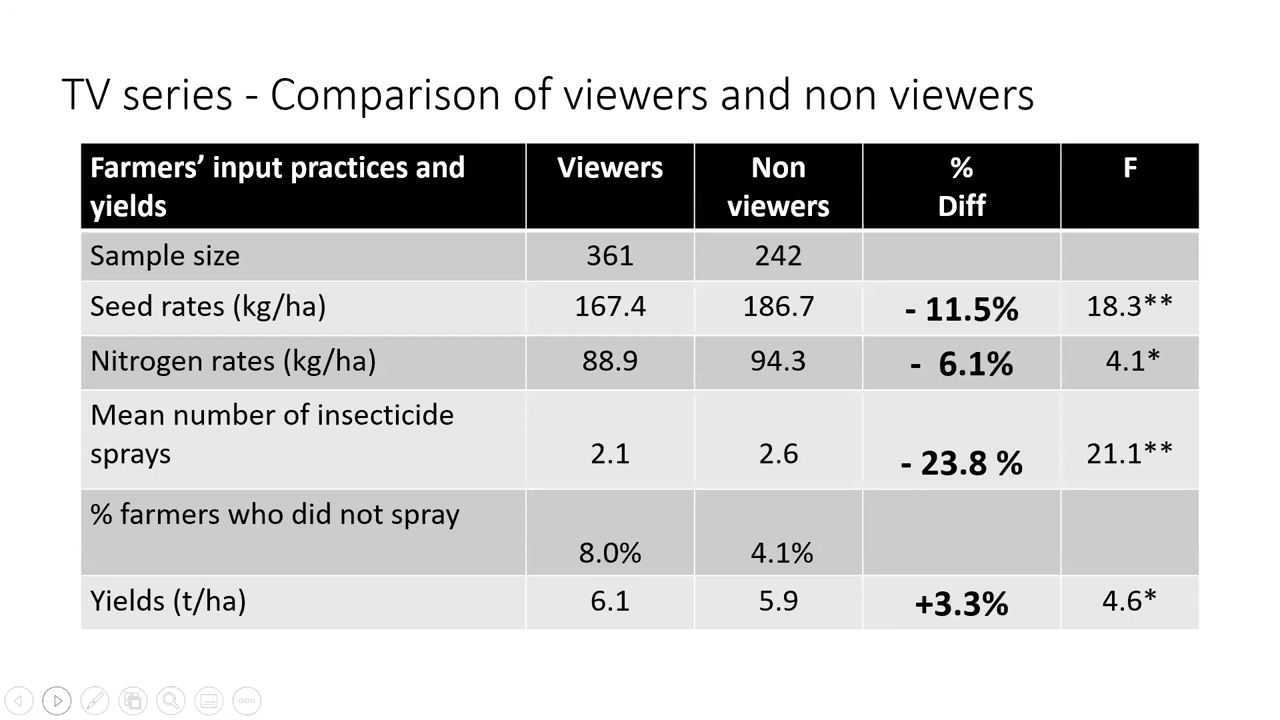 TV series - Comparison of viewers and non viewers
Farmers’ input practices and yields Viewers Non viewers % Diff F
Sample size 361 242
Seed rates (kg/ha) 167.4 186.7 - 11.5% 18.3**
Nitrogen rates (kg/ha) 88.9 94.3 - 6.1% 4.1*
Mean number of insecticide sprays 2.1 2.6 - 23.8 % 21.1**
% farmers who did not spray 8.0% 4.1%
Yields (t/ha) 6.1 5.9 +3.3% 4.6*